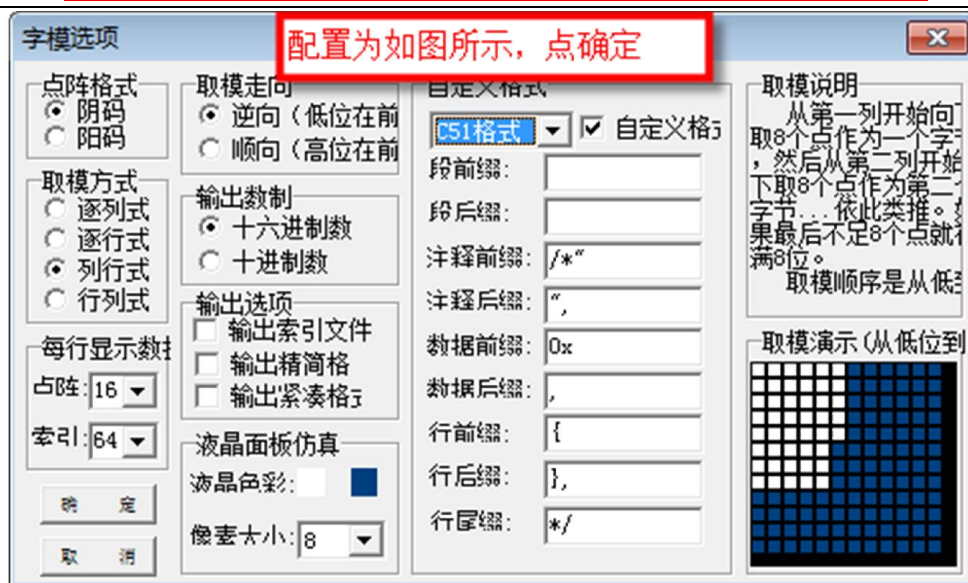 字模选项
配置为如图所示，点确定
点阵格式
阴码
阳码
取模方式
逐列式
逐行式
列行式
行列式
每行显示数据
点阵: 16
索引: 64
确 定
取 消
取模走向
逆向（低位在前
顺向（高位在前
输出数制
十六进制数
十进制数
输出选项
输出索引文件
输出精简格
输出紧凑格式
液晶面板仿真
液晶色彩:
像素大小: 8
自定义格式
C51格式
自定义格式
段前缀:
段后缀:
注释前缀: /*"
注释后缀: ",
数据前缀: 0x
数据后缀: ,
行前缀: {
行后缀: },
行尾缀: */
取模说明
从第一列开始向下
取8个点作为一个字节
，然后从第二列开始
下取8个点作为第二个
字节...依此类推。如
果最后不足8个点就补
满8位。
取模顺序是从低到
取模演示(从低位到